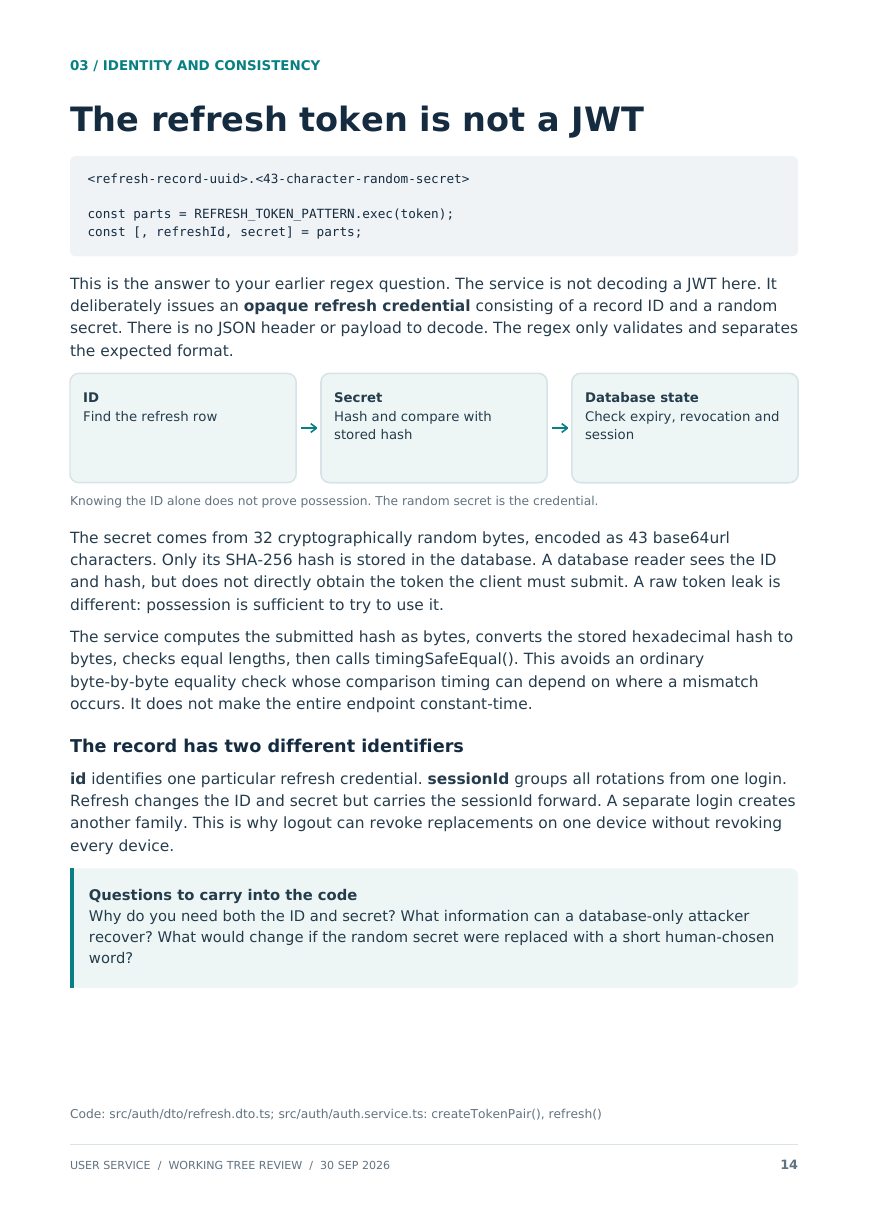 03 / IDENTITY AND CONSISTENCY
The refresh token is not a JWT
<refresh-record-uuid>.<43-character-random-secret>
const parts = REFRESH_TOKEN_PATTERN.exec(token);
const [, refreshId, secret] = parts;
This is the answer to your earlier regex question. The service is not decoding a JWT here. It
deliberately issues an opaque refresh credential consisting of a record ID and a random
secret. There is no JSON header or payload to decode. The regex only validates and separates
the expected format.
ID
Find the refresh row
→
Secret
Hash and compare with
stored hash
→
Database state
Check expiry, revocation and
session
Knowing the ID alone does not prove possession. The random secret is the credential.
The secret comes from 32 cryptographically random bytes, encoded as 43 base64url
characters. Only its SHA-256 hash is stored in the database. A database reader sees the ID
and hash, but does not directly obtain the token the client must submit. A raw token leak is
different: possession is sufficient to try to use it.
The service computes the submitted hash as bytes, converts the stored hexadecimal hash to
bytes, checks equal lengths, then calls timingSafeEqual(). This avoids an ordinary
byte-by-byte equality check whose comparison timing can depend on where a mismatch
occurs. It does not make the entire endpoint constant-time.
The record has two different identifiers
id identifies one particular refresh credential. sessionId groups all rotations from one login.
Refresh changes the ID and secret but carries the sessionId forward. A separate login creates
another family. This is why logout can revoke replacements on one device without revoking
every device.
Questions to carry into the code
Why do you need both the ID and secret? What information can a database-only attacker
recover? What would change if the random secret were replaced with a short human-chosen
word?
Code: src/auth/dto/refresh.dto.ts; src/auth/auth.service.ts: createTokenPair(), refresh()
USER SERVICE / WORKING TREE REVIEW / 30 SEP 2026
14